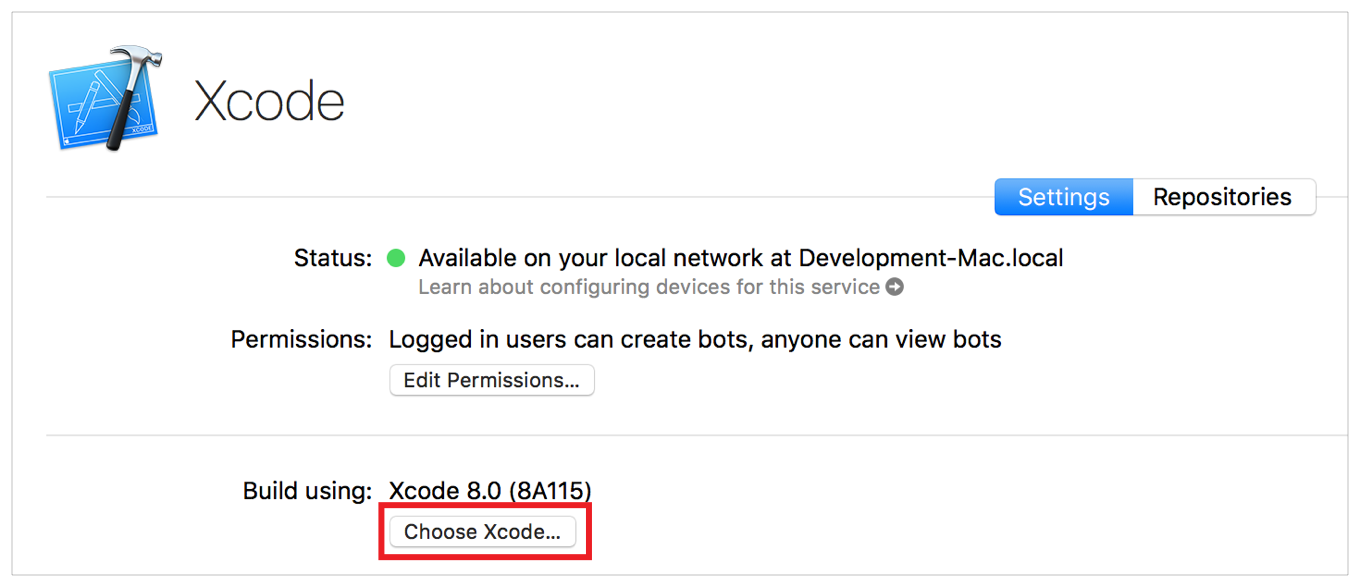 Xcode
Settings Repositories
Status: Available on your local network at Development-Mac.local
Learn about configuring devices for this service
Permissions: Logged in users can create bots, anyone can view bots
Edit Permissions...
Build using: Xcode 8.0 (8A115)
Choose Xcode...